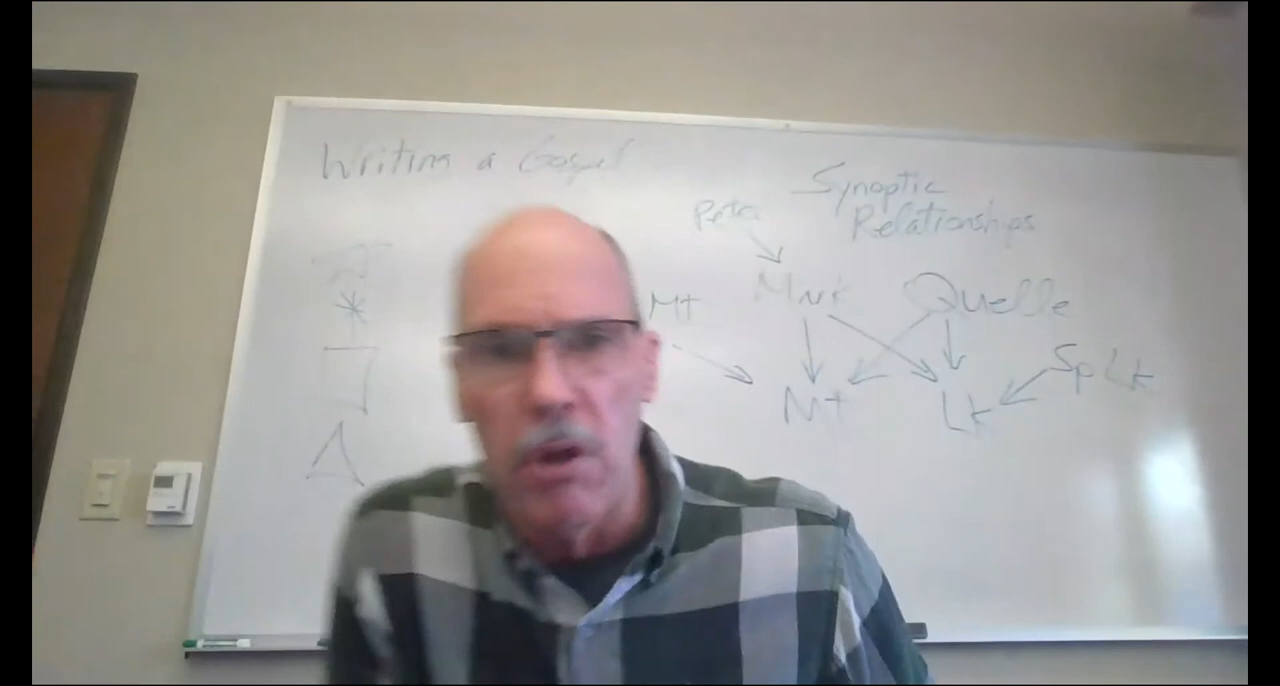 Writing a Gospel
Synoptic
Relationships
Peter
Mark Quelle
Mt
Sp Lk
Mt Lk